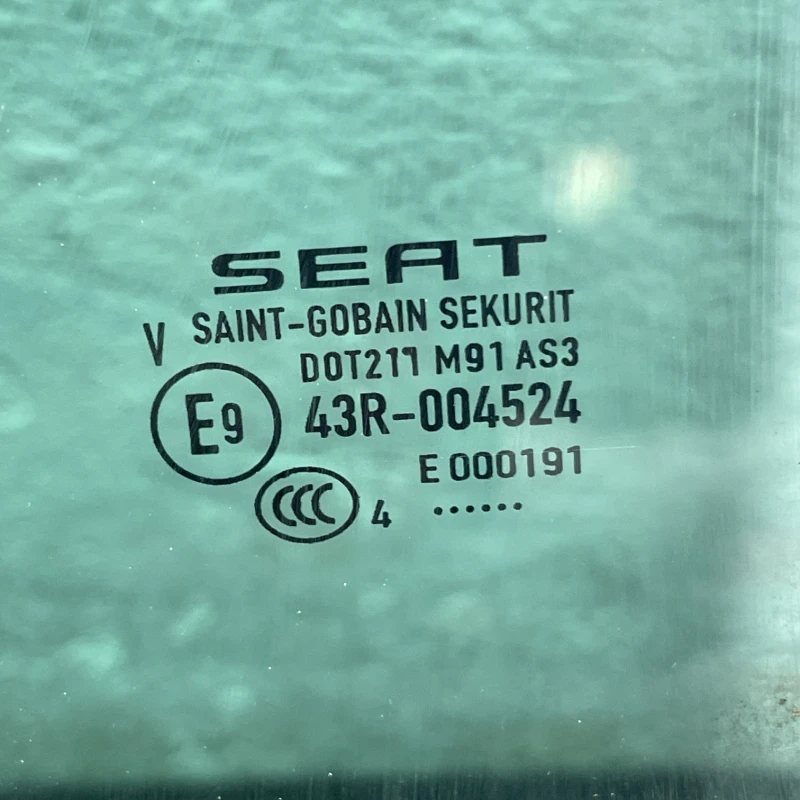 SEAT
V SAINT-GOBAIN SEKURIT
DOT211 M91 AS3
E9 43R-004524
E 000191
CCC 4 ......